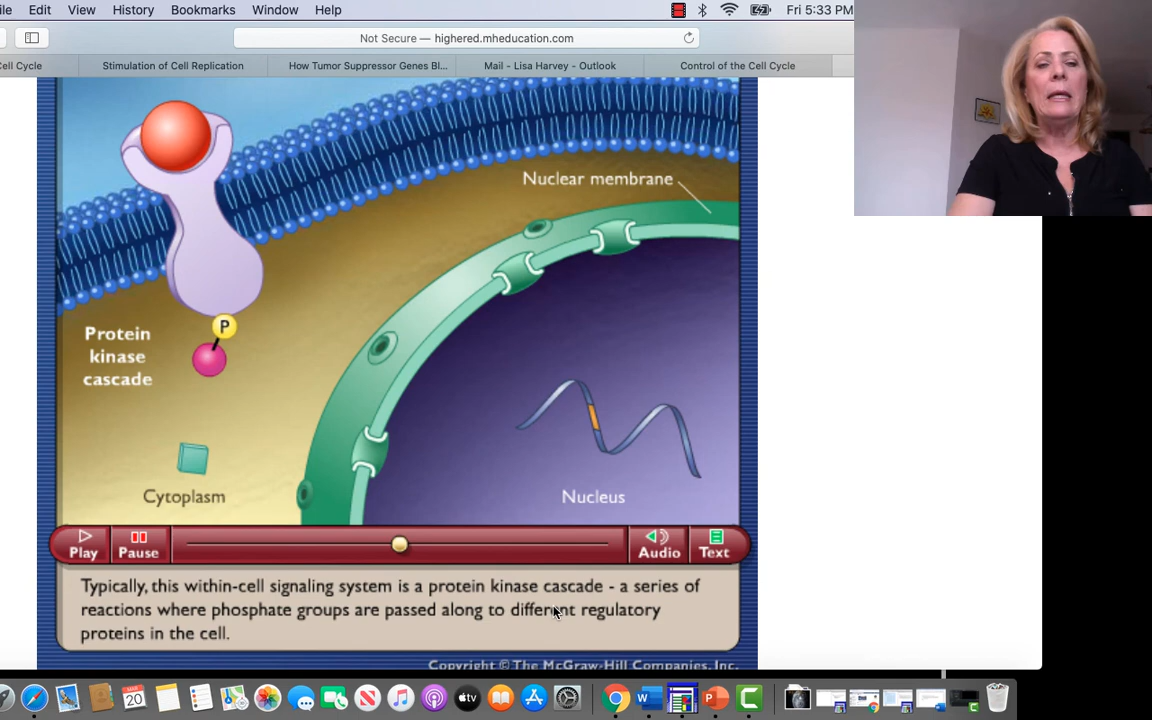 ile Edit View History Bookmarks Window Help Fri 5:33 PM
Not Secure — highered.mheducation.com
Cell Cycle Stimulation of Cell Replication How Tumor Suppressor Genes Bl... Mail - Lisa Harvey - Outlook Control of the Cell Cycle
Nuclear membrane
P
Protein
kinase
cascade
Cytoplasm
Nucleus
Play Pause Audio Text
Typically, this within-cell signaling system is a protein kinase cascade - a series of
reactions where phosphate groups are passed along to different regulatory
proteins in the cell.
Copyright © The McGraw-Hill Companies, Inc.
MAR
20
tv
W
P
C